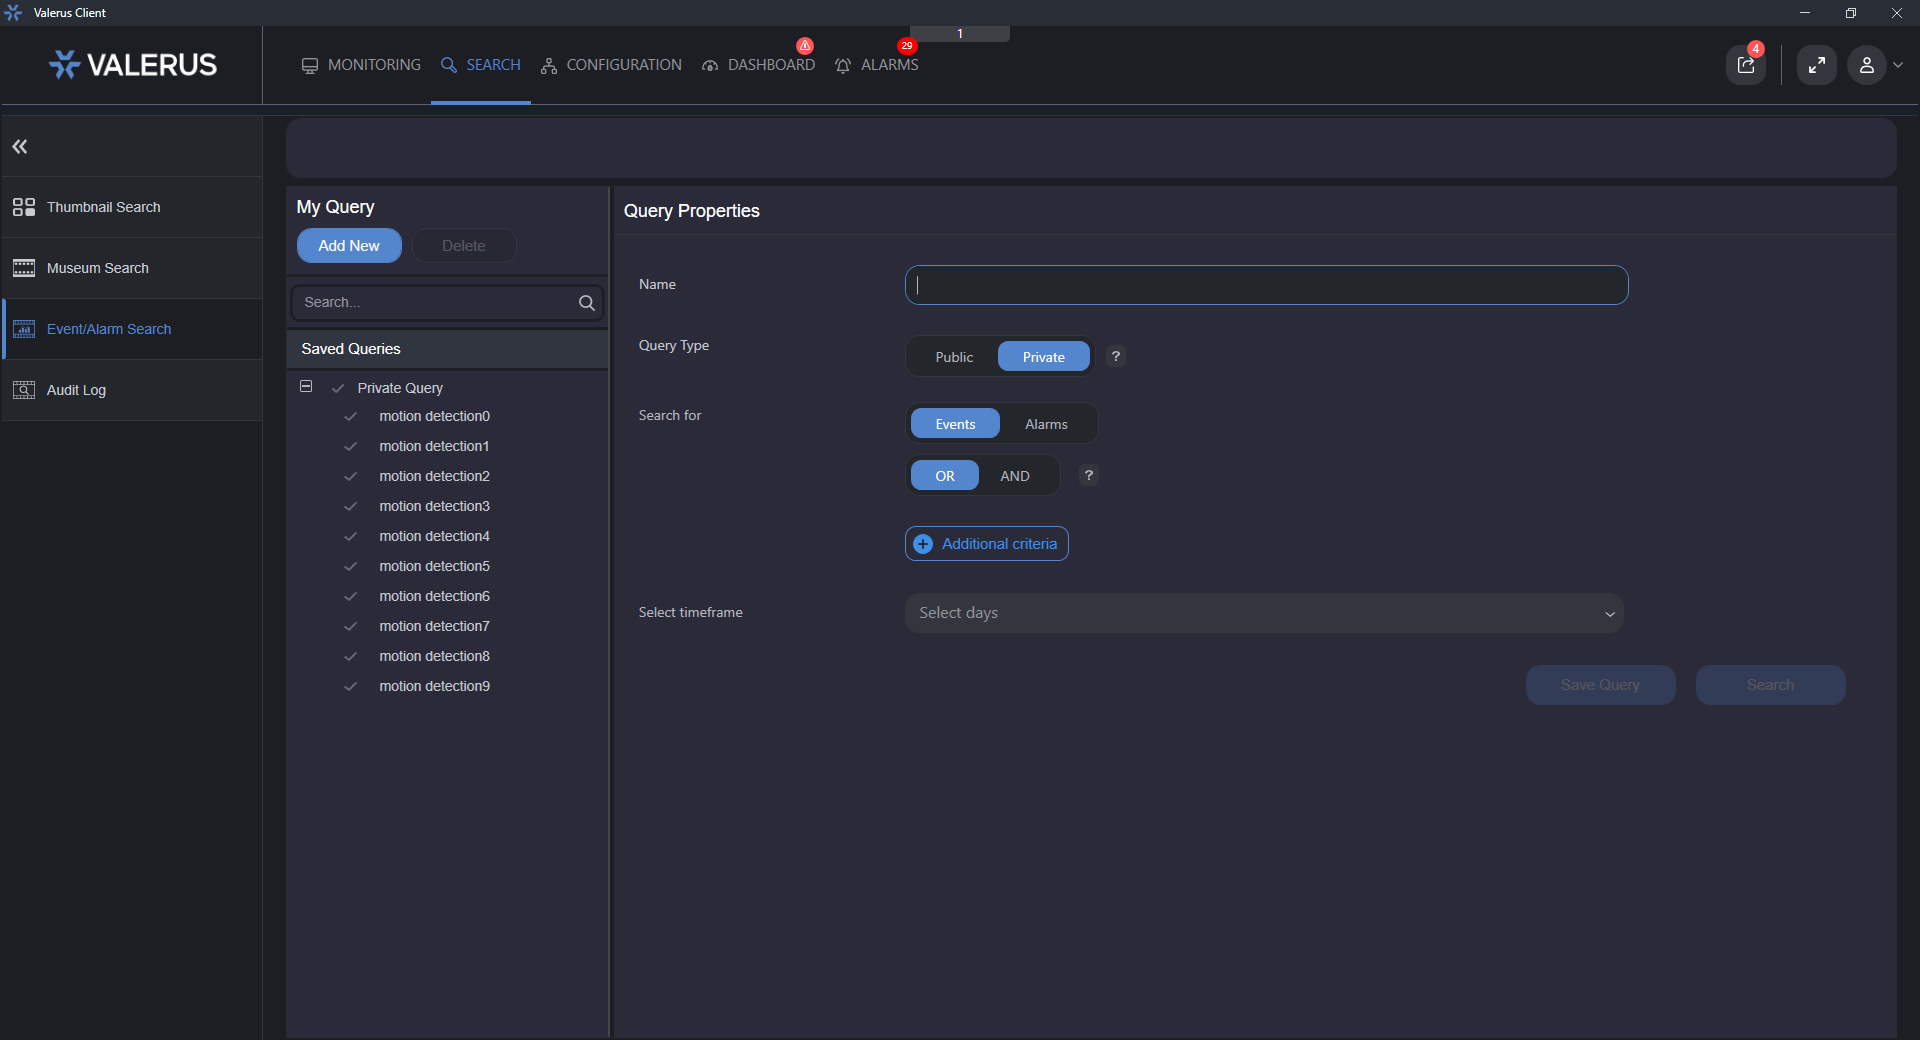 Valerus Client
1
VALERUS
MONITORING
SEARCH
CONFIGURATION
DASHBOARD
29
ALARMS
4
Thumbnail Search
Museum Search
Event/Alarm Search
Audit Log
My Query
Add New
Delete
Search...
Saved Queries
Private Query
motion detection0
motion detection1
motion detection2
motion detection3
motion detection4
motion detection5
motion detection6
motion detection7
motion detection8
motion detection9
Query Properties
Name
Query Type
Public
Private
?
Search for
Events
Alarms
OR
AND
?
Additional criteria
Select timeframe
Select days
Save Query
Search